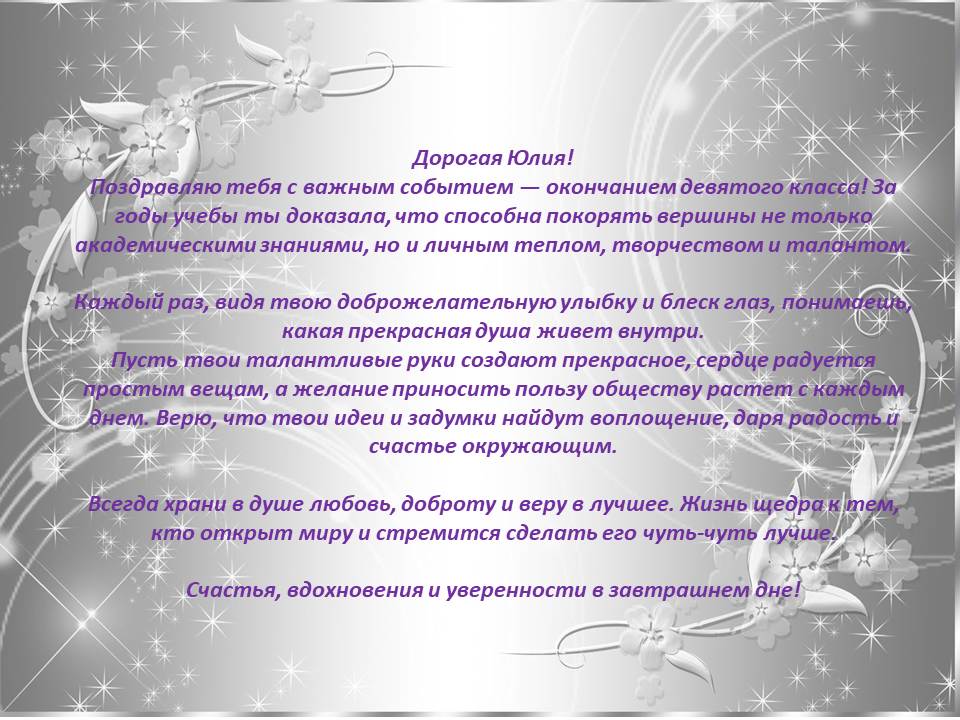 Дорогая Юлия!
Поздравляю тебя с важным событием — окончанием девятого класса! За
годы учебы ты доказала, что способна покорять вершины не только
академическими знаниями, но и личным теплом, творчеством и талантом.
Каждый раз, видя твою доброжелательную улыбку и блеск глаз, понимаешь,
какая прекрасная душа живет внутри.
Пусть твои талантливые руки создают прекрасное, сердце радуется
простым вещам, а желание приносить пользу обществу растет с каждым
днем. Верю, что твои идеи и задумки найдут воплощение, даря радость и
счастье окружающим.
Всегда храни в душе любовь, доброту и веру в лучшее. Жизнь щедра к тем,
кто открыт миру и стремится сделать его чуть-чуть лучше.
Счастья, вдохновения и уверенности в завтрашнем дне!